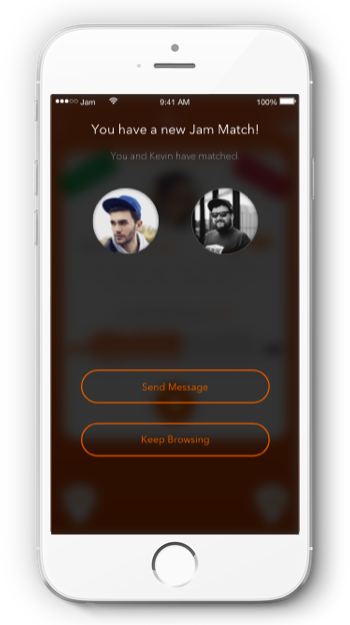 Jam 9:41 AM 100%
You have a new Jam Match!
You and Kevin have matched.
Send Message
Keep Browsing